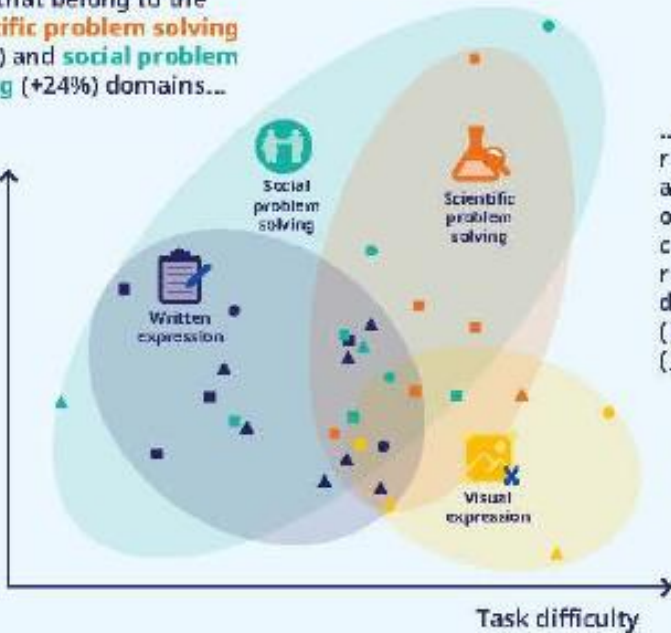 that belong to the
ific problem solving
) and social problem
g (+24%) domains...
Social
problem
solving
Scientific
problem
solving
Written
expression
Visual
expression
Task difficulty
...
r
a
o
c
r
d
(
(.